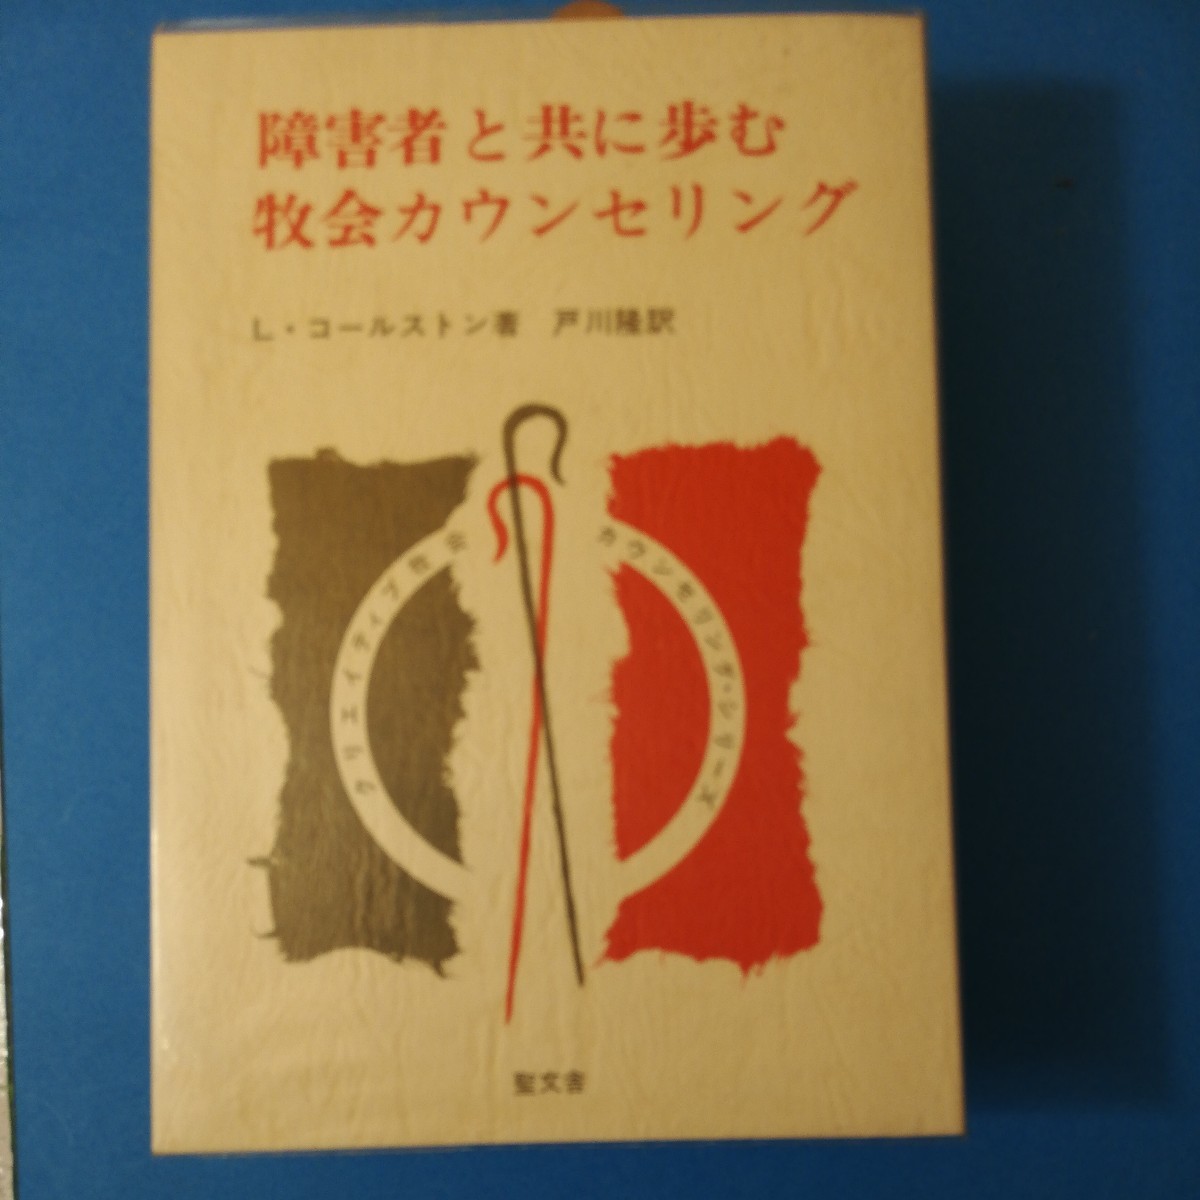 障害者と共に歩む
牧会カウンセリング
L・コールストン著　戸川隆訳
クリエイティブ牧会
カウンセリング・シリーズ
聖文舎